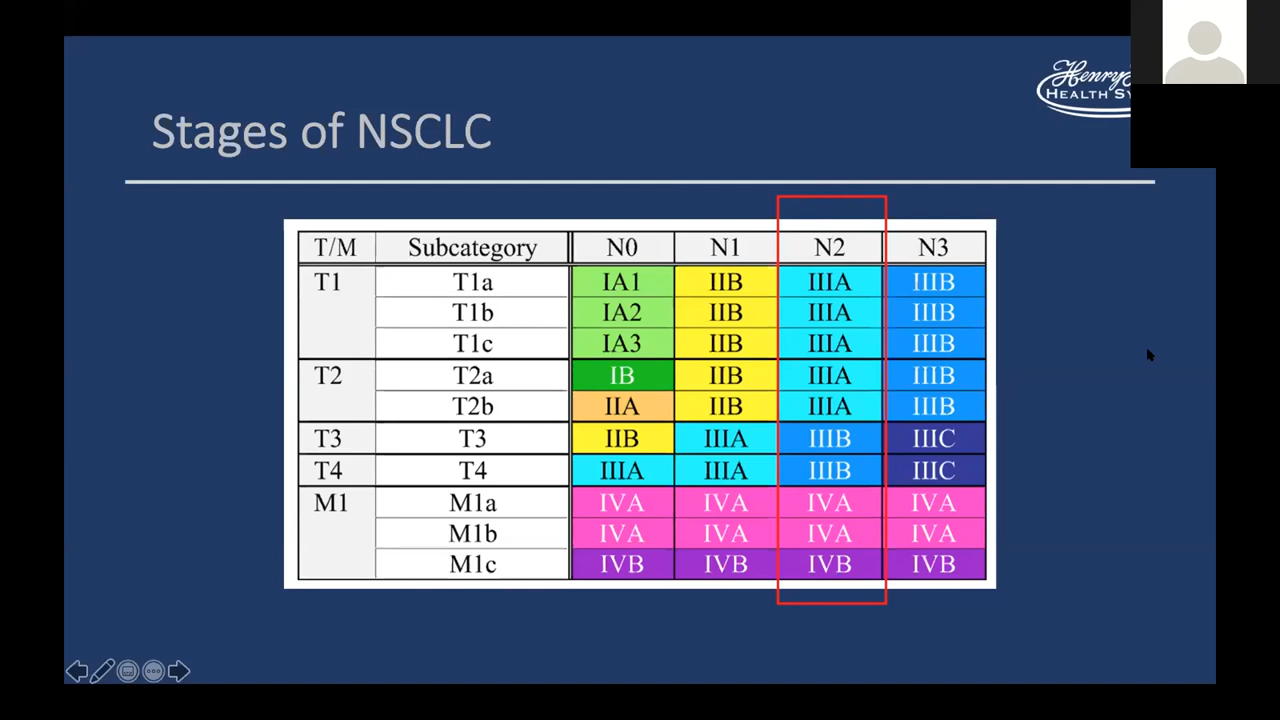 Henry
HEALTH SY
Stages of NSCLC
T/M Subcategory N0 N1 N2 N3
T1 T1a IA1 IIB IIIA IIIB
T1b IA2 IIB IIIA IIIB
T1c IA3 IIB IIIA IIIB
T2 T2a IB IIB IIIA IIIB
T2b IIA IIB IIIA IIIB
T3 T3 IIB IIIA IIIB IIIC
T4 T4 IIIA IIIA IIIB IIIC
M1 M1a IVA IVA IVA IVA
M1b IVA IVA IVA IVA
M1c IVB IVB IVB IVB